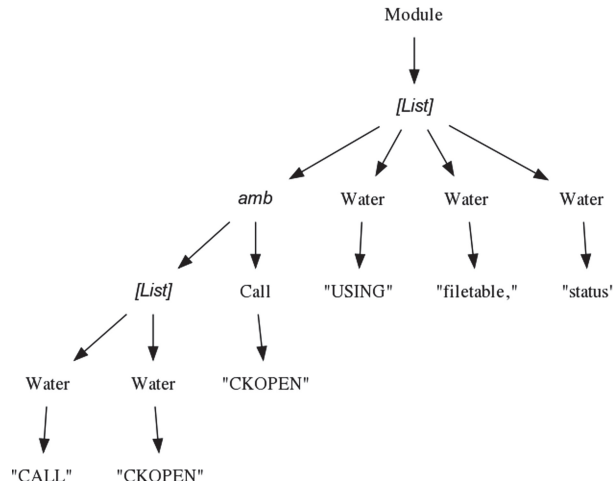 Module
[List]
amb Water Water Water
[List] Call "USING" "filetable," "status'
Water Water "CKOPEN"
"CALL" "CKOPEN"